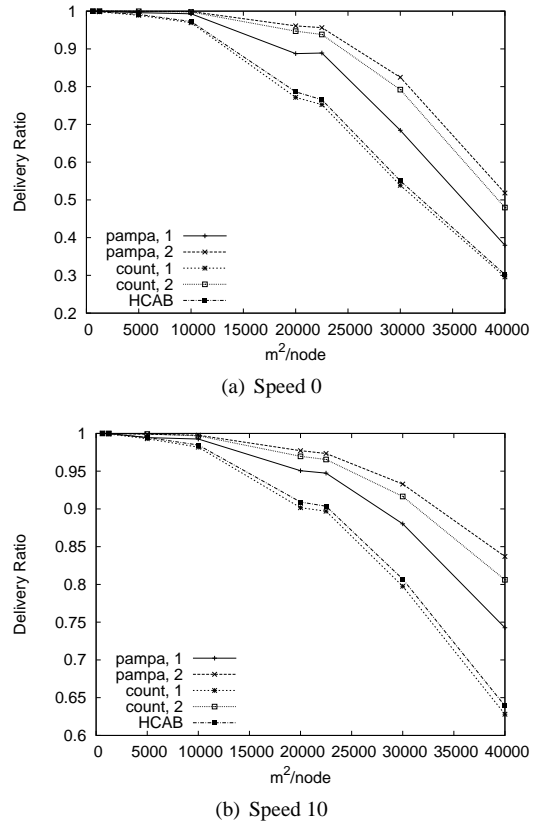 1
0.9
0.8
0.7
0.6
0.5
0.4
0.3
0.2
Delivery Ratio
pampa, 1
pampa, 2
count, 1
count, 2
HCAB
0 5000 10000 15000 20000 25000 30000 35000 40000
m²/node
(a) Speed 0
1
0.95
0.9
0.85
0.8
0.75
0.7
0.65
0.6
Delivery Ratio
pampa, 1
pampa, 2
count, 1
count, 2
HCAB
0 5000 10000 15000 20000 25000 30000 35000 40000
m²/node
(b) Speed 10